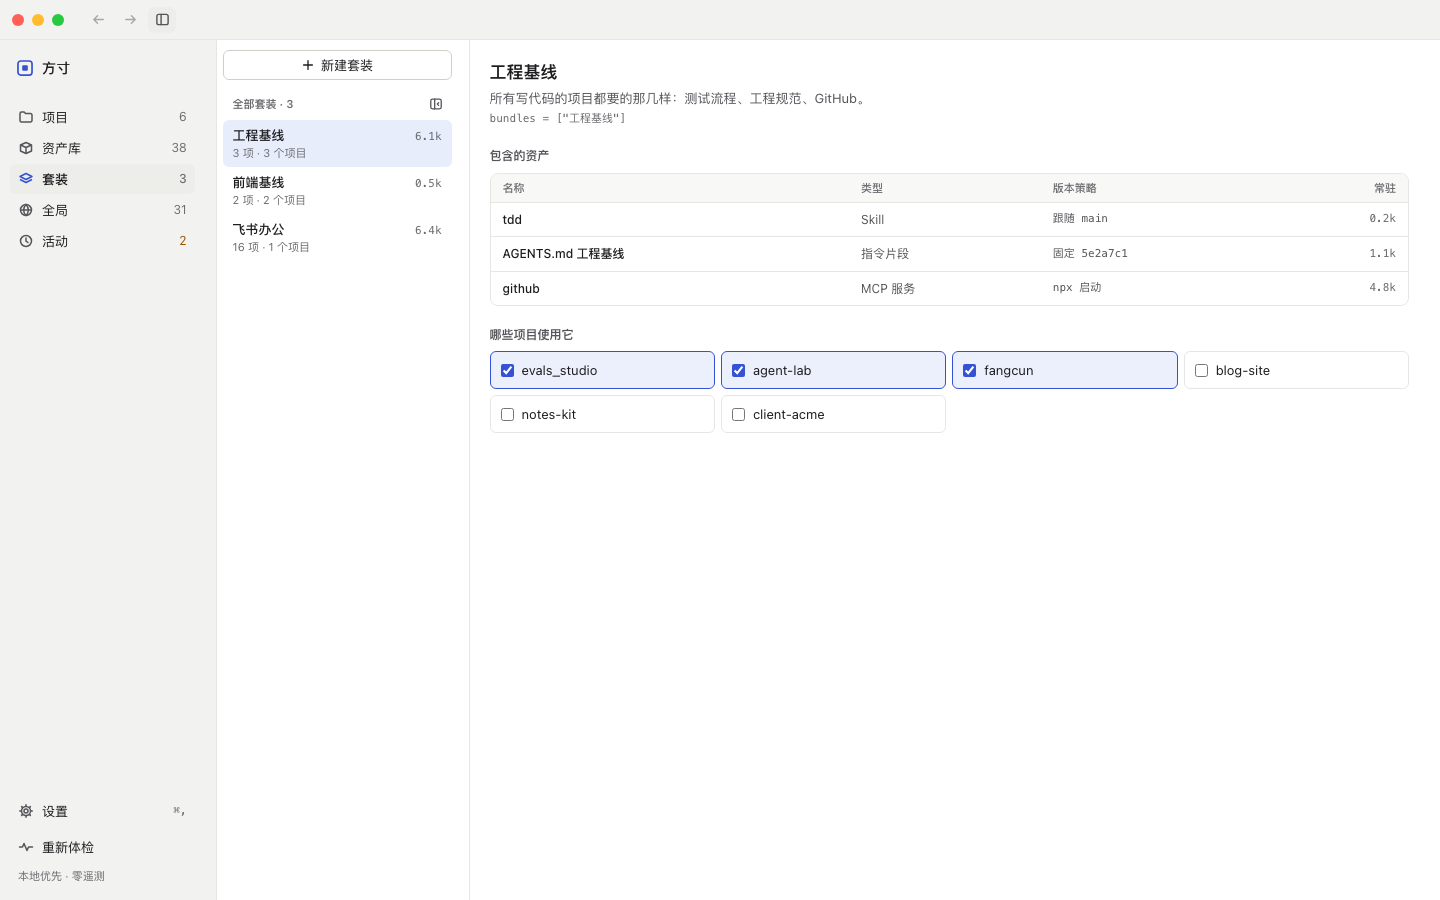 方寸
项目 6
资产库 38
套装 3
全局 31
活动 2
设置 ⌘,
重新体检
本地优先 · 零遥测
新建套装
全部套装 · 3
工程基线 6.1k
3 项 · 3 个项目
前端基线 0.5k
2 项 · 2 个项目
飞书办公 6.4k
16 项 · 1 个项目
工程基线
所有写代码的项目都要的那几样：测试流程、工程规范、GitHub。
bundles = ["工程基线"]
包含的资产
名称 类型 版本策略 常驻
tdd Skill 跟随 main 0.2k
AGENTS.md 工程基线 指令片段 固定 5e2a7c1 1.1k
github MCP 服务 npx 启动 4.8k
哪些项目使用它
evals_studio agent-lab fangcun blog-site
notes-kit client-acme